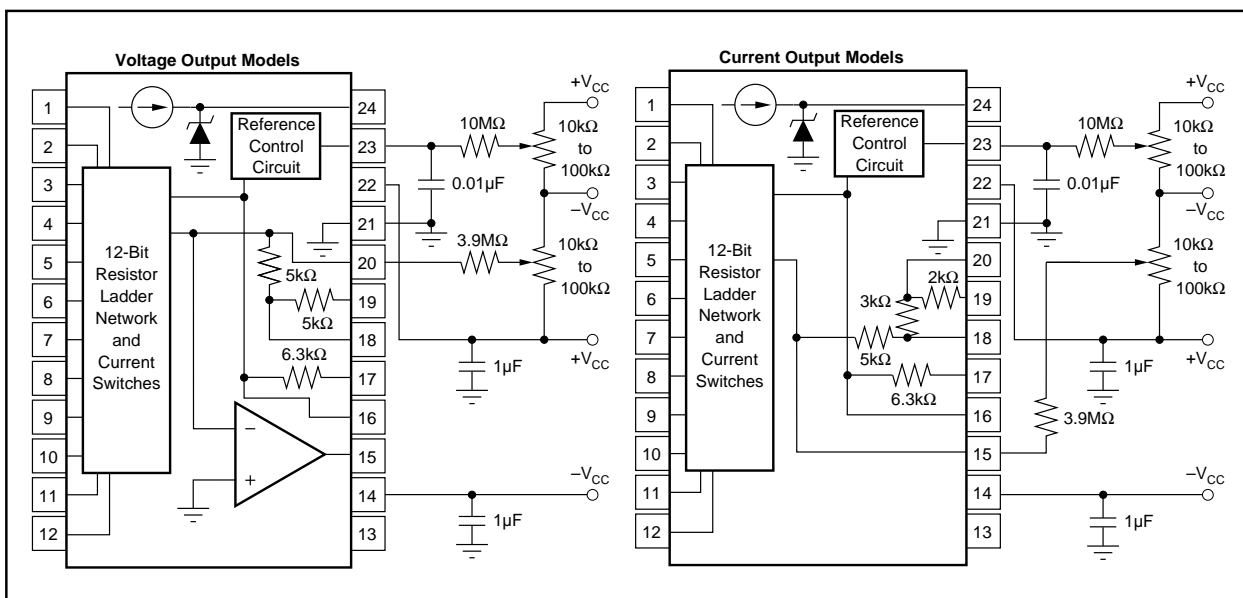 Voltage Output Models
1
2
3
4
5
6
7
8
9
10
11
12
12-Bit
Resistor
Ladder
Network
and
Current
Switches
Reference
Control
Circuit
5kΩ
5kΩ
6.3kΩ
−
+
24
23
22
21
20
19
18
17
16
15
14
13
10MΩ
0.01µF
3.9MΩ
1µF
1µF
+VCC
10kΩ
to
100kΩ
–VCC
10kΩ
to
100kΩ
+VCC
–VCC
Current Output Models
1
2
3
4
5
6
7
8
9
10
11
12
12-Bit
Resistor
Ladder
Network
and
Current
Switches
Reference
Control
Circuit
2kΩ
3kΩ
5kΩ
6.3kΩ
24
23
22
21
20
19
18
17
16
15
14
13
10MΩ
0.01µF
1µF
3.9MΩ
1µF
+VCC
10kΩ
to
100kΩ
–VCC
10kΩ
to
100kΩ
+VCC
–VCC